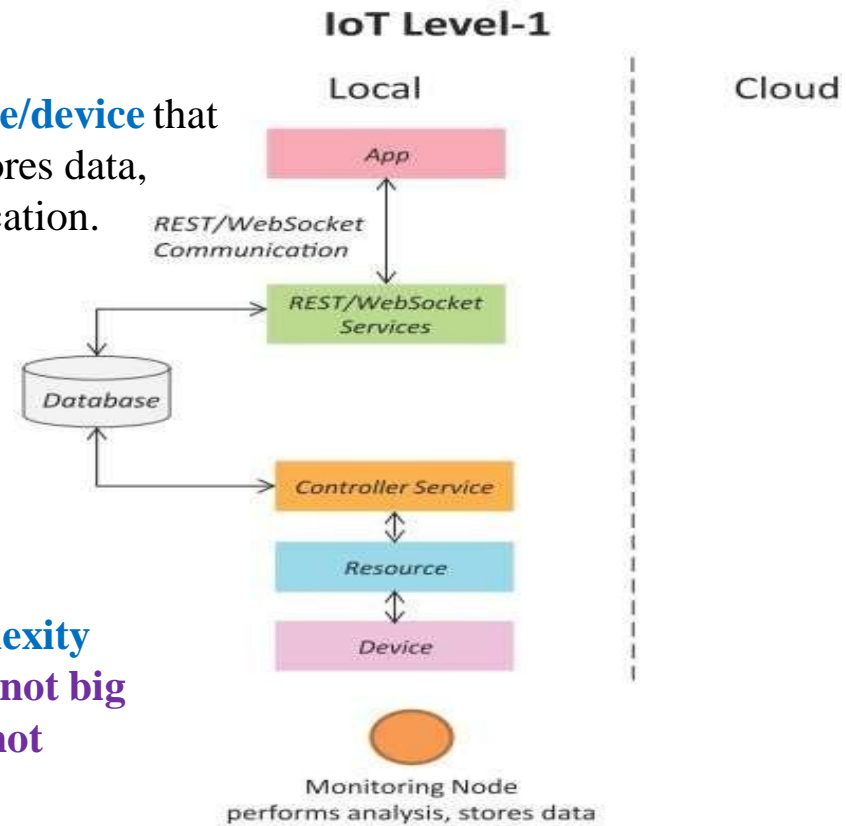 IoT Level-1
Local
Cloud
e/device that
ores data,
cation.
App
REST/WebSocket
Communication
REST/WebSocket
Services
Database
Controller Service
Resource
Device
lexity
not big
not
Monitoring Node
performs analysis, stores data